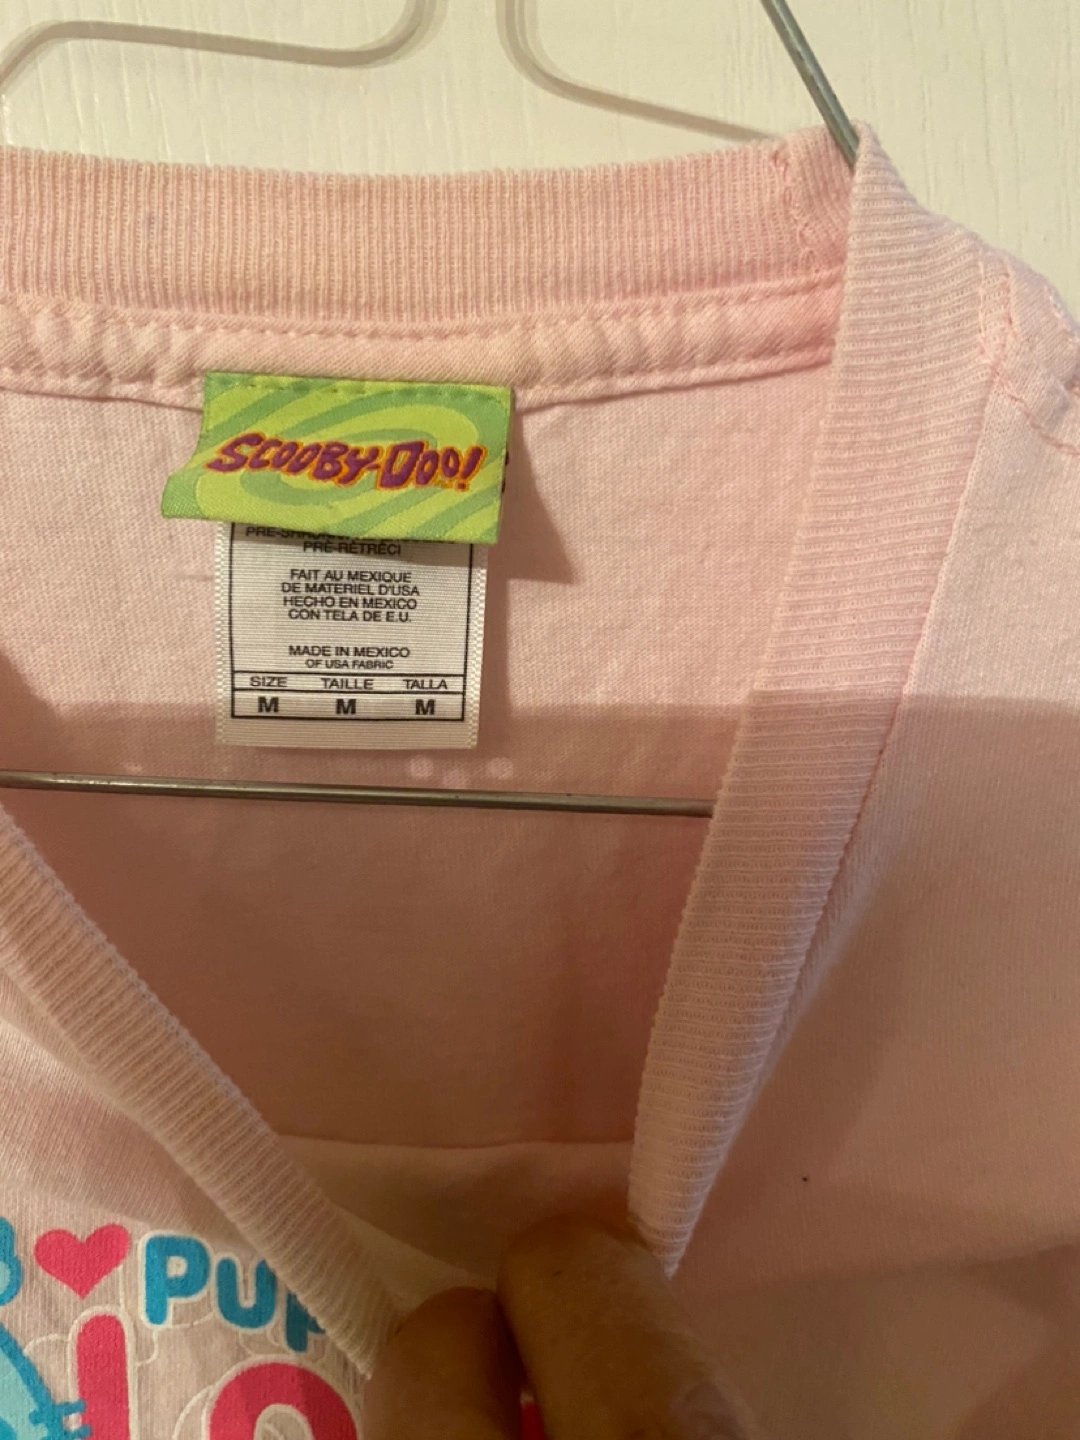 SCOOBY-DOO!
PRÉ-RÉTRÉCI
FAIT AU MEXIQUE
DE MATERIEL D'USA
HECHO EN MEXICO
CON TELA DE E.U.
MADE IN MEXICO
OF USA FABRIC
SIZE TAILLE TALLA
M M M
Pup